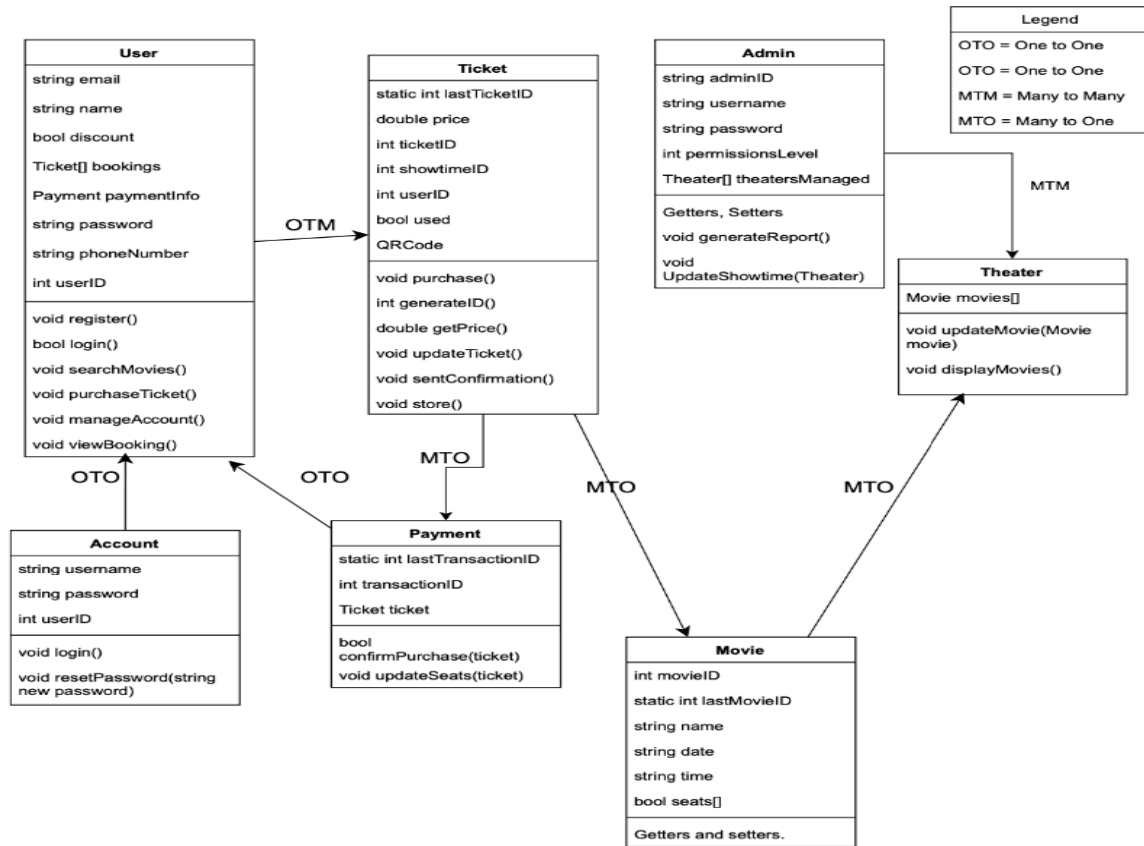 User
string email
string name
bool discount
Ticket[] bookings
Payment paymentInfo
string password
string phoneNumber
int userID
void register()
bool login()
void searchMovies()
void purchaseTicket()
void manageAccount()
void viewBooking()
OTM
Ticket
static int lastTicketID
double price
int ticketID
int showtimeID
int userID
bool used
QRCode
void purchase()
int generateID()
double getPrice()
void updateTicket()
void sentConfirmation()
void store()
Admin
string adminID
string username
string password
int permissionsLevel
Theater[] theatersManaged
Getters, Setters
void generateReport()
void
UpdateShowtime(Theater)
Legend
OTO = One to One
OTO = One to One
MTM = Many to Many
MTO = Many to One
MTM
Theater
Movie movies[]
void updateMovie(Movie
movie)
void displayMovies()
OTO
OTO
MTO
MTO
MTO
Account
string username
string password
int userID
void login()
void resetPassword(string
new password)
Payment
static int lastTransactionID
int transactionID
Ticket ticket
bool
confirmPurchase(ticket)
void updateSeats(ticket)
Movie
int movieID
static int lastMovieID
string name
string date
string time
bool seats[]
Getters and setters.